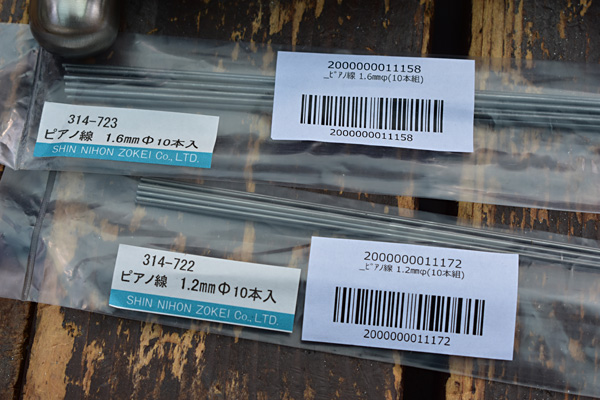 2000000011158
_ピアノ線 1.6mmφ(10本組)
2000000011158
314-723
ピアノ線 1.6mmΦ10本入
SHIN NIHON ZOKEI Co., LTD.
2000000011172
_ピアノ線 1.2mmφ(10本組)
2000000011172
314-722
ピアノ線 1.2mmΦ10本入
SHIN NIHON ZOKEI Co., LTD.